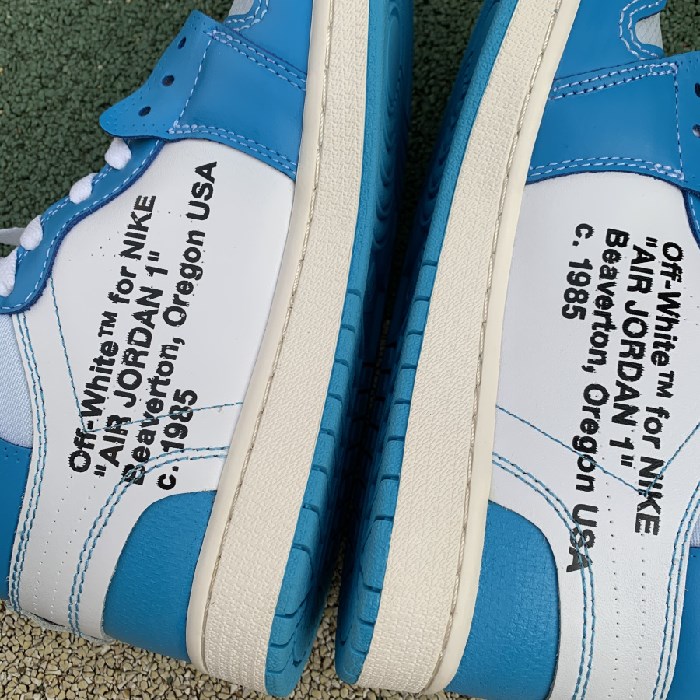 Off-White™ for NIKE
"AIR JORDAN 1"
Beaverton, Oregon USA
c. 1985
Off-White™ for NIKE
"AIR JORDAN 1"
Beaverton, Oregon USA
c. 1985